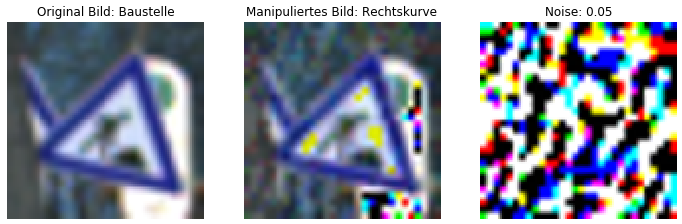 Original Bild: Baustelle
Manipuliertes Bild: Rechtskurve
Noise: 0.05